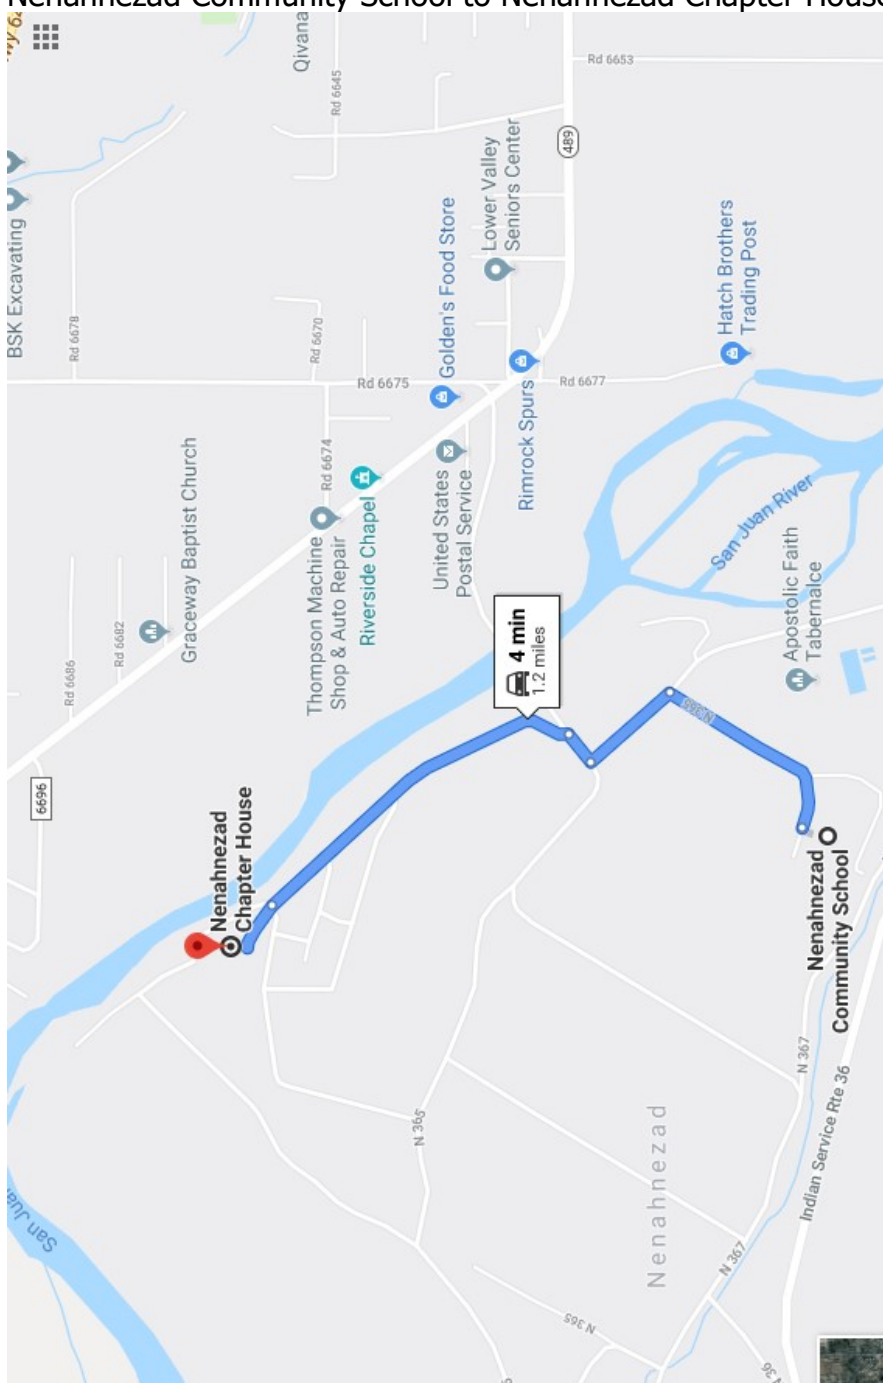 Nenahnezad Community School to Nenahnezad Chapter House
BSK Excavating
Rd 6678
Qivana
Rd 6645
Rd 6653
489
Lower Valley
Seniors Center
Golden's Food Store
Hatch Brothers
Trading Post
Rd 6670
Rd 6675
Rd 6677
Rimrock Spurs
Graceway Baptist Church
Rd 6674
Riverside Chapel
Thompson Machine
Shop & Auto Repair
United States
Postal Service
San Juan River
Rd 6686
Rd 6682
6696
4 min
1.2 miles
Apostolic Faith
Tabernalce
N 365
Nenahnezad
Chapter House
Nenahnezad
Community School
N 365
N 367
Indian Service Rte 36
Nenahnezad
N 367
N 365
N 36